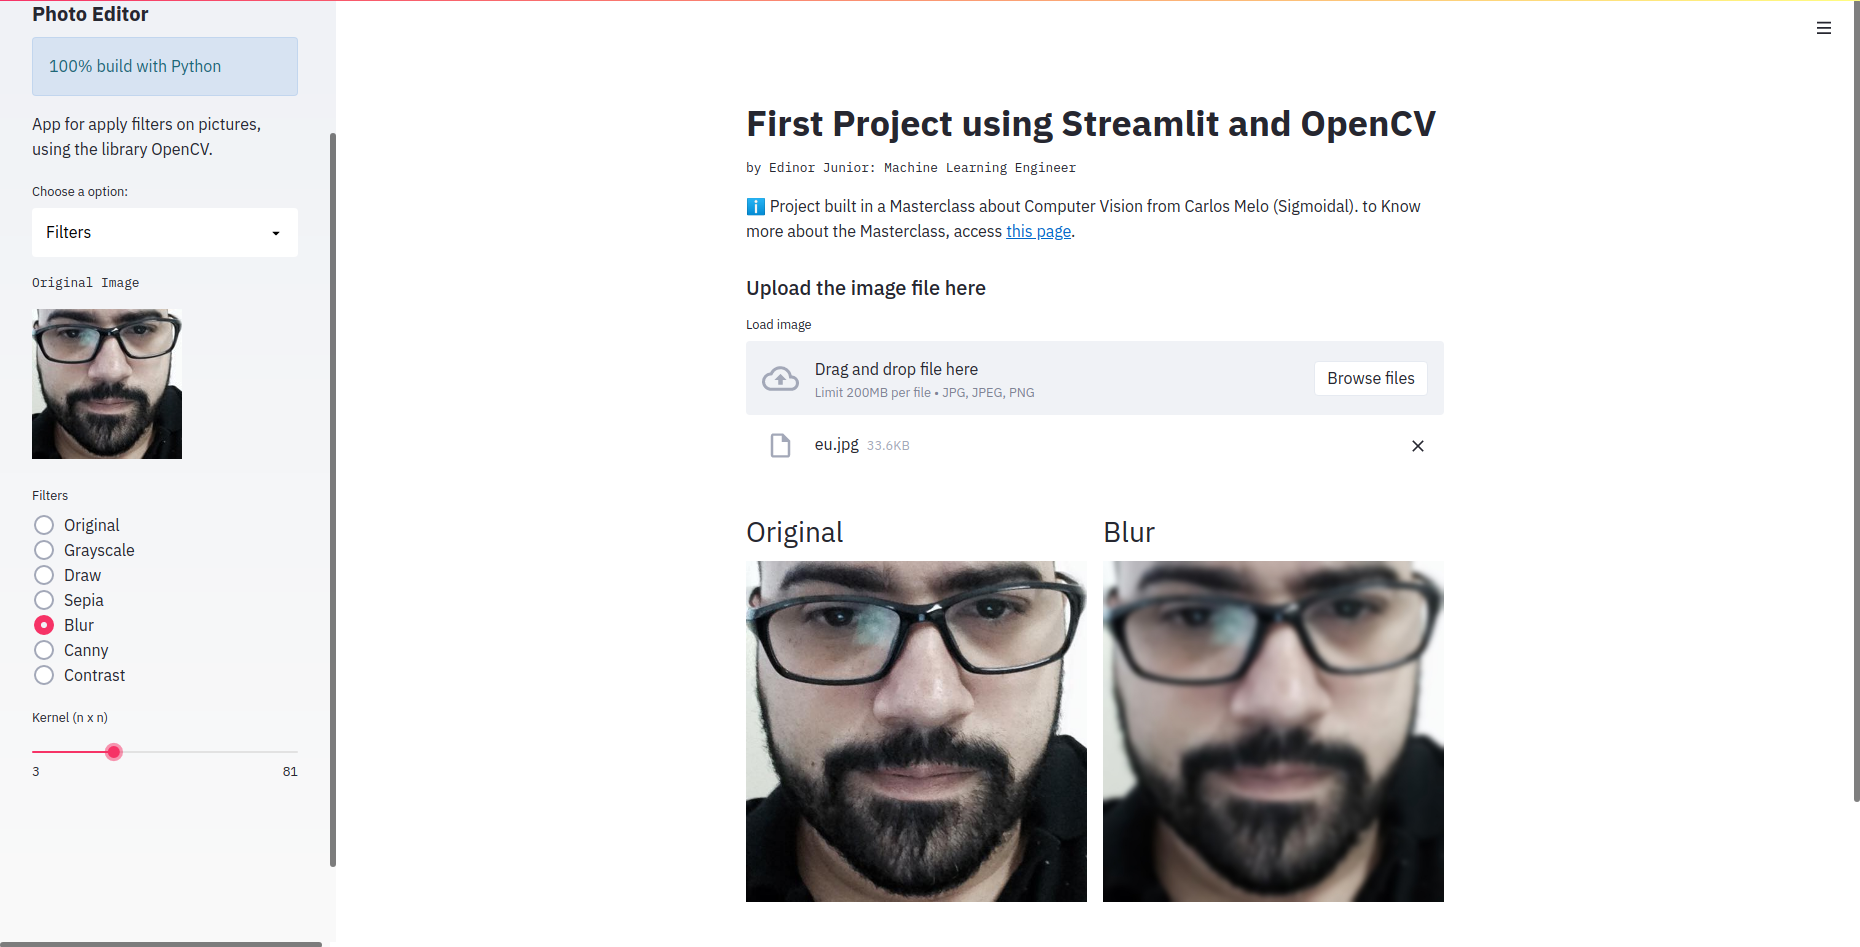 Photo Editor
100% build with Python
App for apply filters on pictures,
using the library OpenCV.
Choose a option:
Filters
Original Image
Filters
Original
Grayscale
Draw
Sepia
Blur
Canny
Contrast
Kernel (n x n)
3 81
First Project using Streamlit and OpenCV
by Edinor Junior: Machine Learning Engineer
ℹ️ Project built in a Masterclass about Computer Vision from Carlos Melo (Sigmoidal). to Know
more about the Masterclass, access this page.
Upload the image file here
Load image
Drag and drop file here
Limit 200MB per file • JPG, JPEG, PNG
Browse files
eu.jpg 33.6KB
Original
Blur